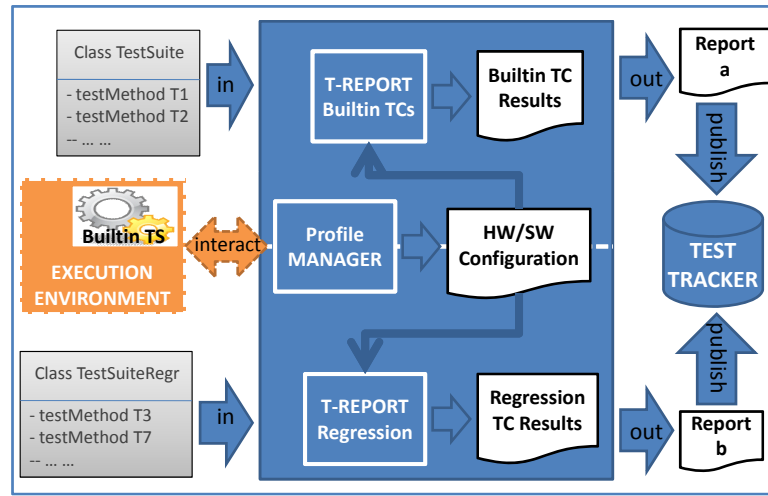 Class TestSuite
- testMethod T1
- testMethod T2
-- ... ...
in
T-REPORT
Builtin TCs
Builtin TC
Results
out
Report
a
publish
Builtin TS
EXECUTION
ENVIRONMENT
interact
Profile
MANAGER
HW/SW
Configuration
TEST
TRACKER
publish
Class TestSuiteRegr
- testMethod T3
- testMethod T7
-- ... ...
in
T-REPORT
Regression
Regression
TC Results
out
Report
b